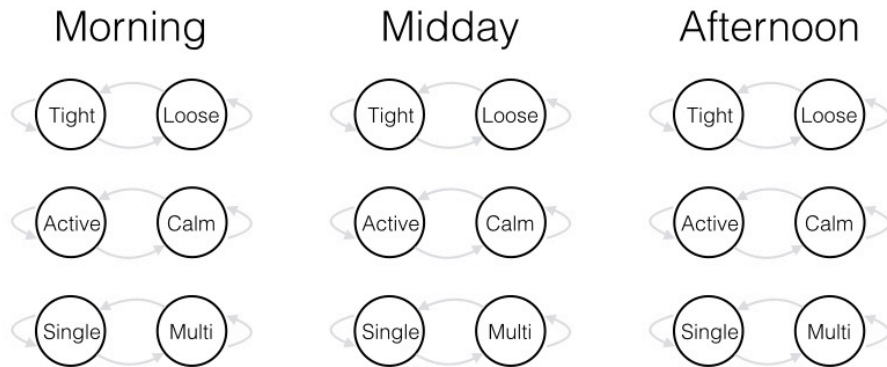 Morning Midday Afternoon
Tight Loose Tight Loose Tight Loose
Active Calm Active Calm Active Calm
Single Multi Single Multi Single Multi